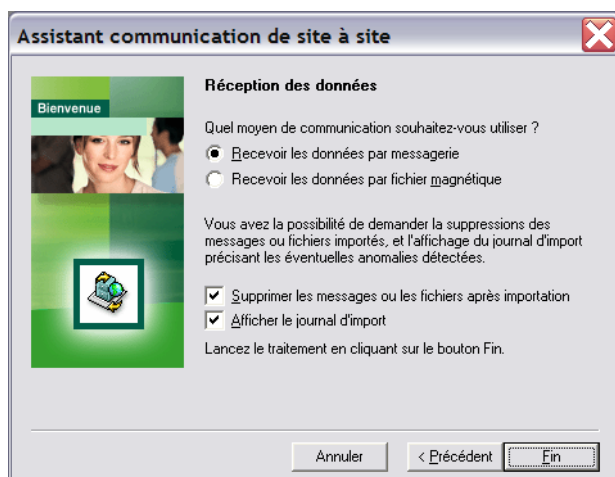 Assistant communication de site à site
Bienvenue
Réception des données
Quel moyen de communication souhaitez-vous utiliser ?
Recevoir les données par messagerie
Recevoir les données par fichier magnétique
Vous avez la possibilité de demander la suppressions des
messages ou fichiers importés, et l'affichage du journal d'import
précisant les éventuelles anomalies détectées.
Supprimer les messages ou les fichiers après importation
Afficher le journal d'import
Lancez le traitement en cliquant sur le bouton Fin.
Annuler
< Précédent
Fin